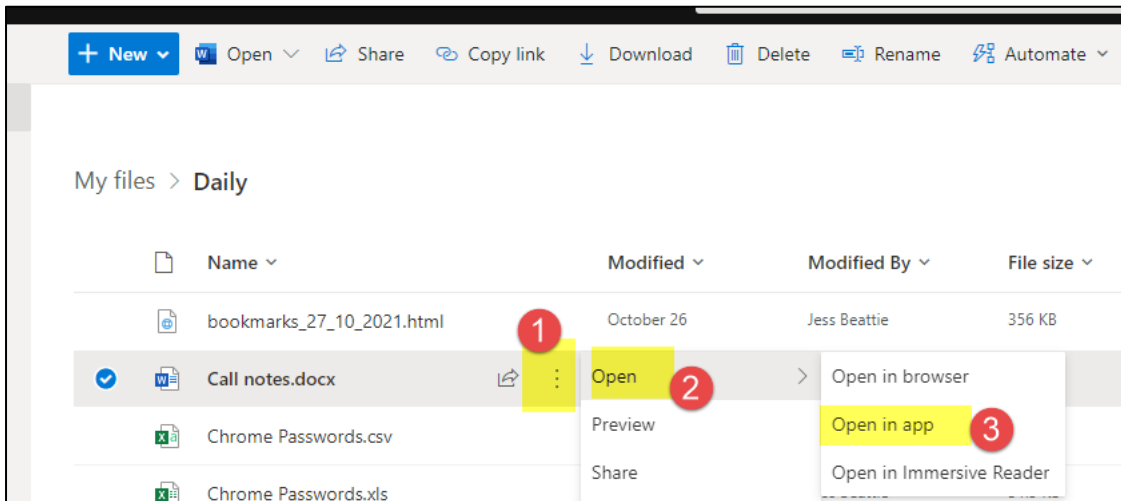 New Open Share Copy link Download Delete Rename Automate
My files > Daily
Name Modified Modified By File size
bookmarks_27_10_2021.html October 26 Jess Beattie 356 KB
1
Call notes.docx Open > Open in browser
2
Preview Open in app
3
Chrome Passwords.csv
Share Open in Immersive Reader
Chrome Passwords.xls